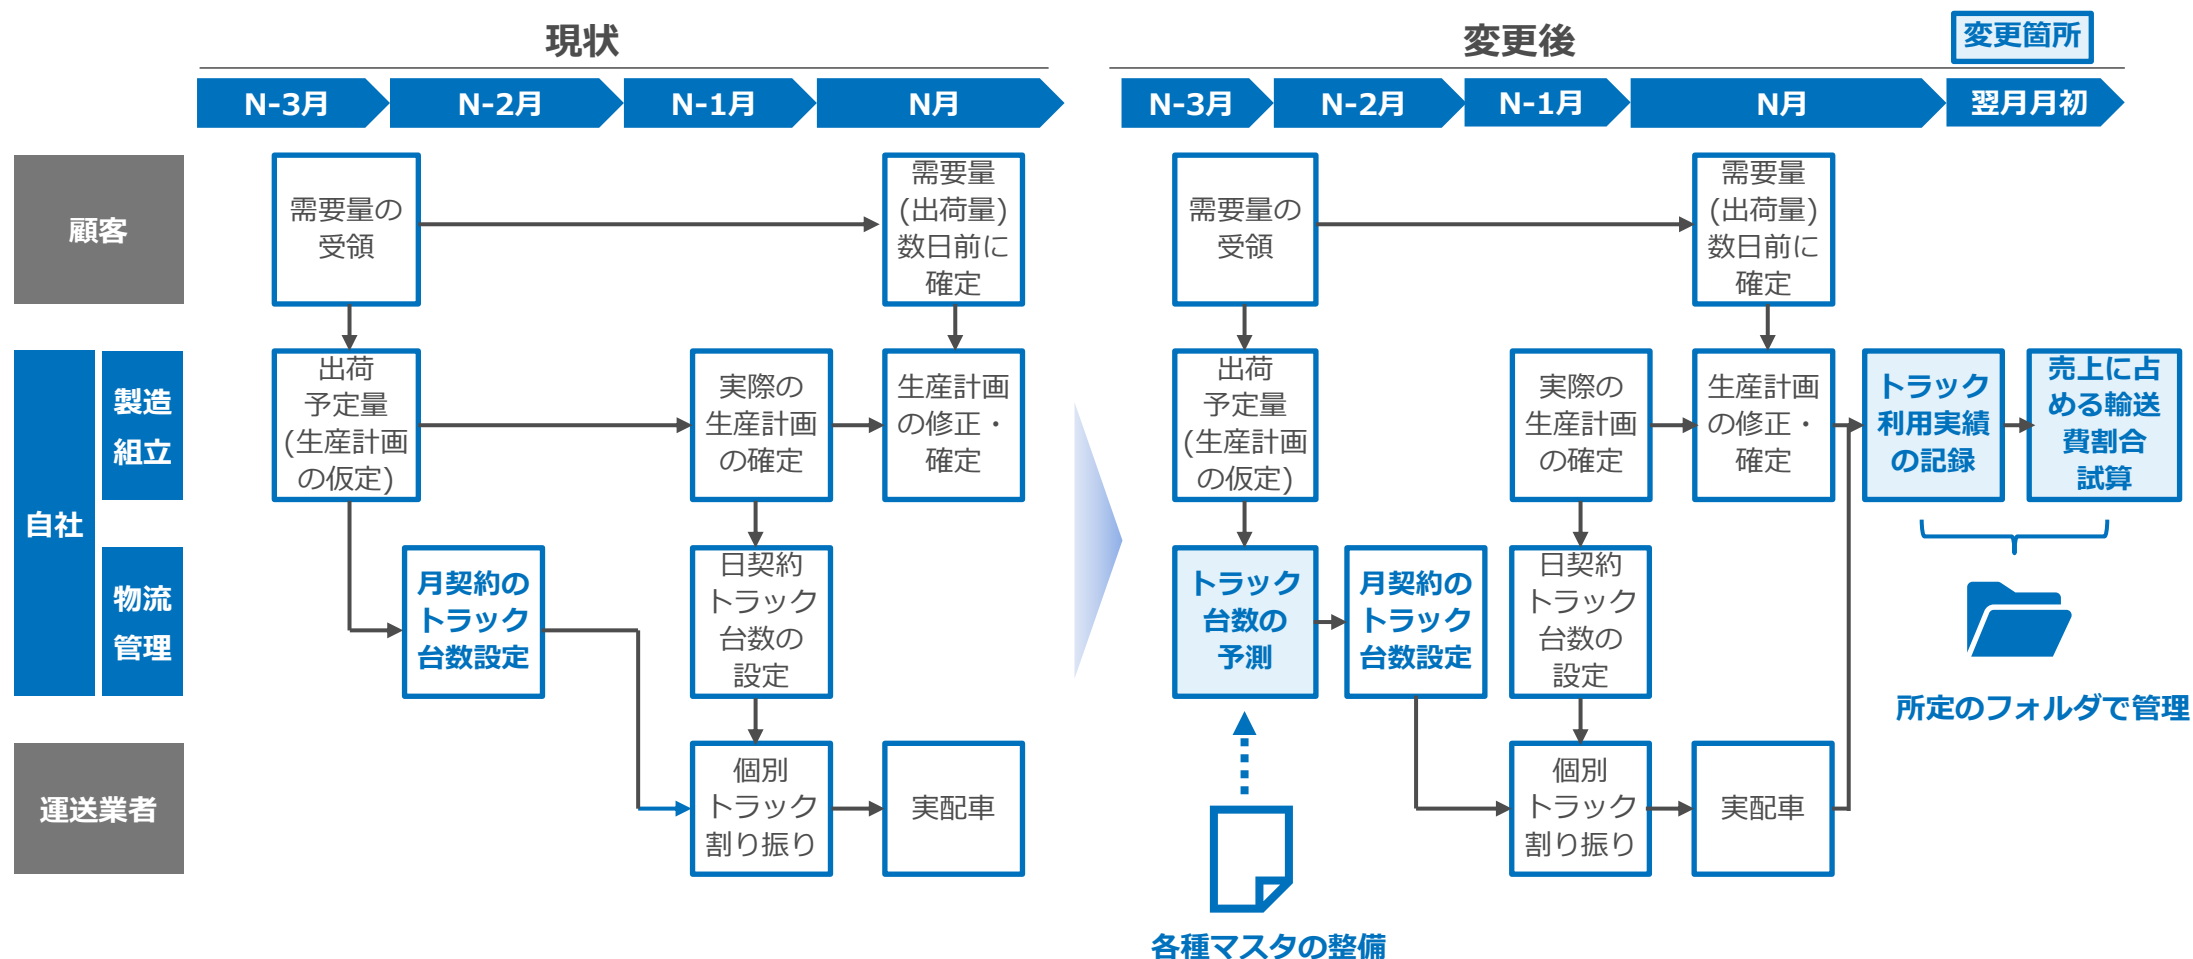 現状
変更後
変更箇所
N-3月
N-2月
N-1月
N月
N-3月
N-2月
N-1月
N月
翌月月初
顧客
需要量の
受領
需要量
(出荷量)
数日前に
確定
需要量の
受領
需要量
(出荷量)
数日前に
確定
自社
製造
組立
出荷
予定量
(生産計画
の仮定)
実際の
生産計画
の確定
生産計画
の修正・
確定
出荷
予定量
(生産計画
の仮定)
実際の
生産計画
の確定
生産計画
の修正・
確定
トラック
利用実績
の記録
売上に占
める輸送
費割合
試算
物流
管理
月契約の
トラック
台数設定
日契約
トラック
台数の
設定
トラック
台数の
予測
月契約の
トラック
台数設定
日契約
トラック
台数の
設定
所定のフォルダで管理
運送業者
個別
トラック
割り振り
実配車
個別
トラック
割り振り
実配車
各種マスタの整備